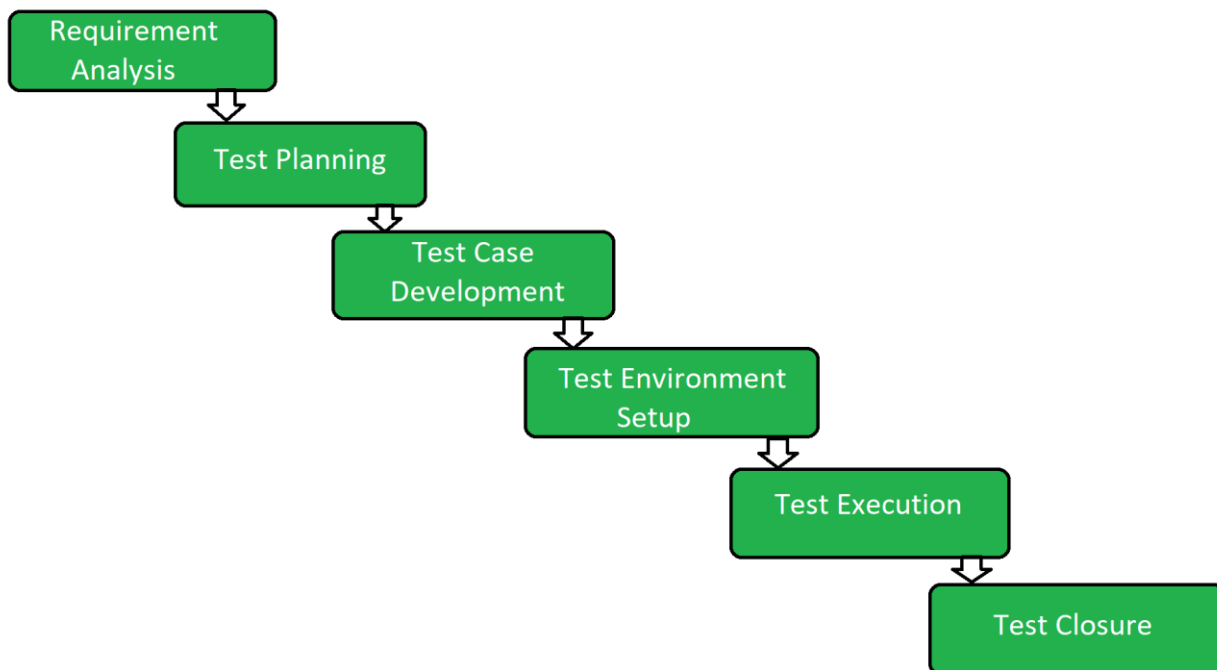 Requirement
Analysis
Test Planning
Test Case
Development
Test Environment
Setup
Test Execution
Test Closure